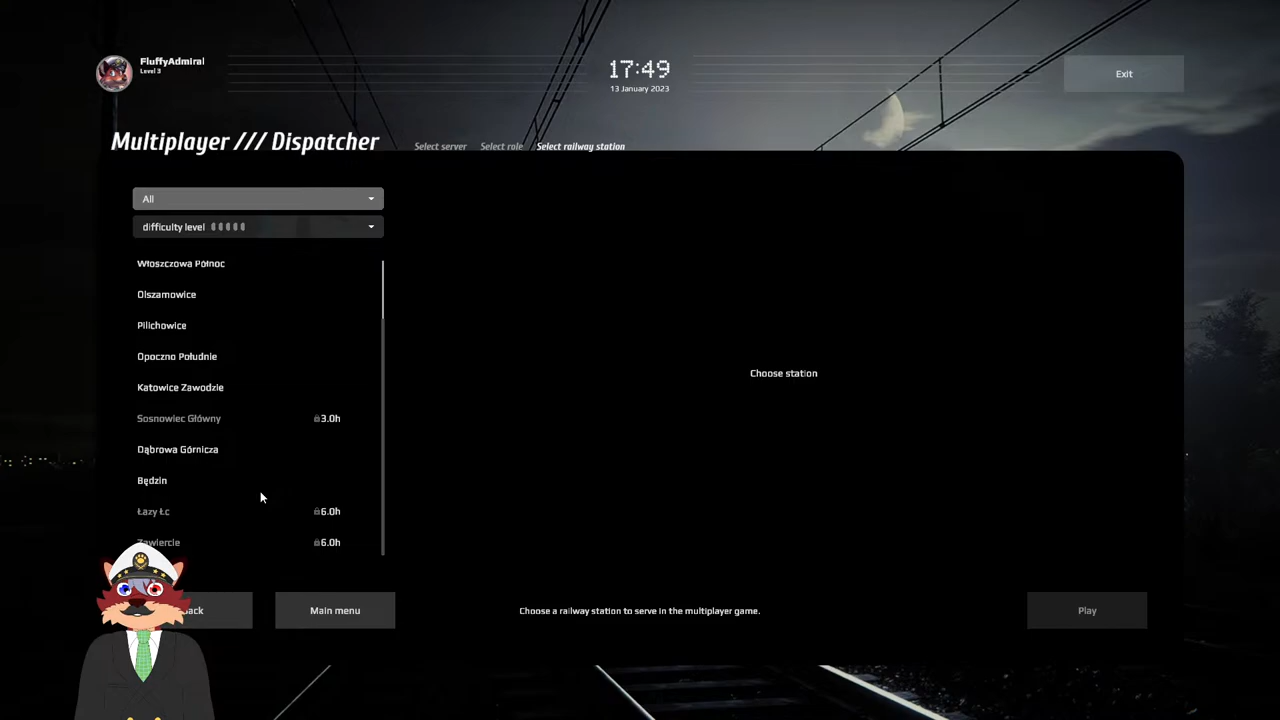 FluffyAdmiral
Level 3
17:49
13 January 2023
Exit
Multiplayer /// Dispatcher
Select server
Select role
Select railway station
All
difficulty level
Włoszczowa Północ
Olszamowice
Pilichowice
Opoczno Południe
Katowice Zawodzie
Sosnowiec Główny 3.0h
Dąbrowa Górnicza
Będzin
Łazy Łc 6.0h
Zawiercie 6.0h
Choose station
Back
Main menu
Choose a railway station to serve in the multiplayer game.
Play